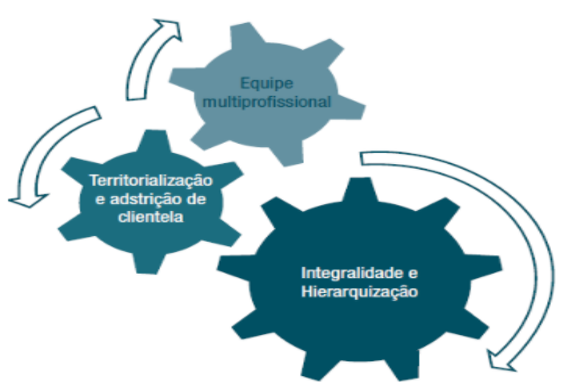 Equipe
multiprofissional
Territorialização
e adstrição de
clientela
Integralidade e
Hierarquização